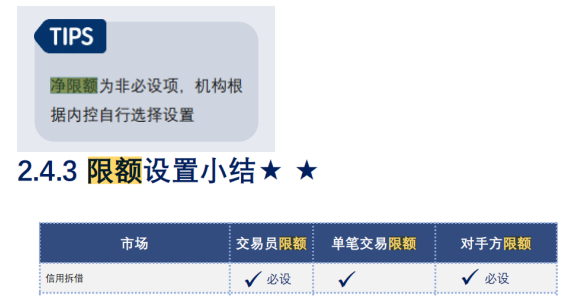 TIPS
净限额为非必设项，机构根
据内控自行选择设置
2.4.3 限额设置小结★ ★
市场 交易员限额 单笔交易限额 对手方限额
信用拆借 ✓ 必设 ✓ ✓ 必设